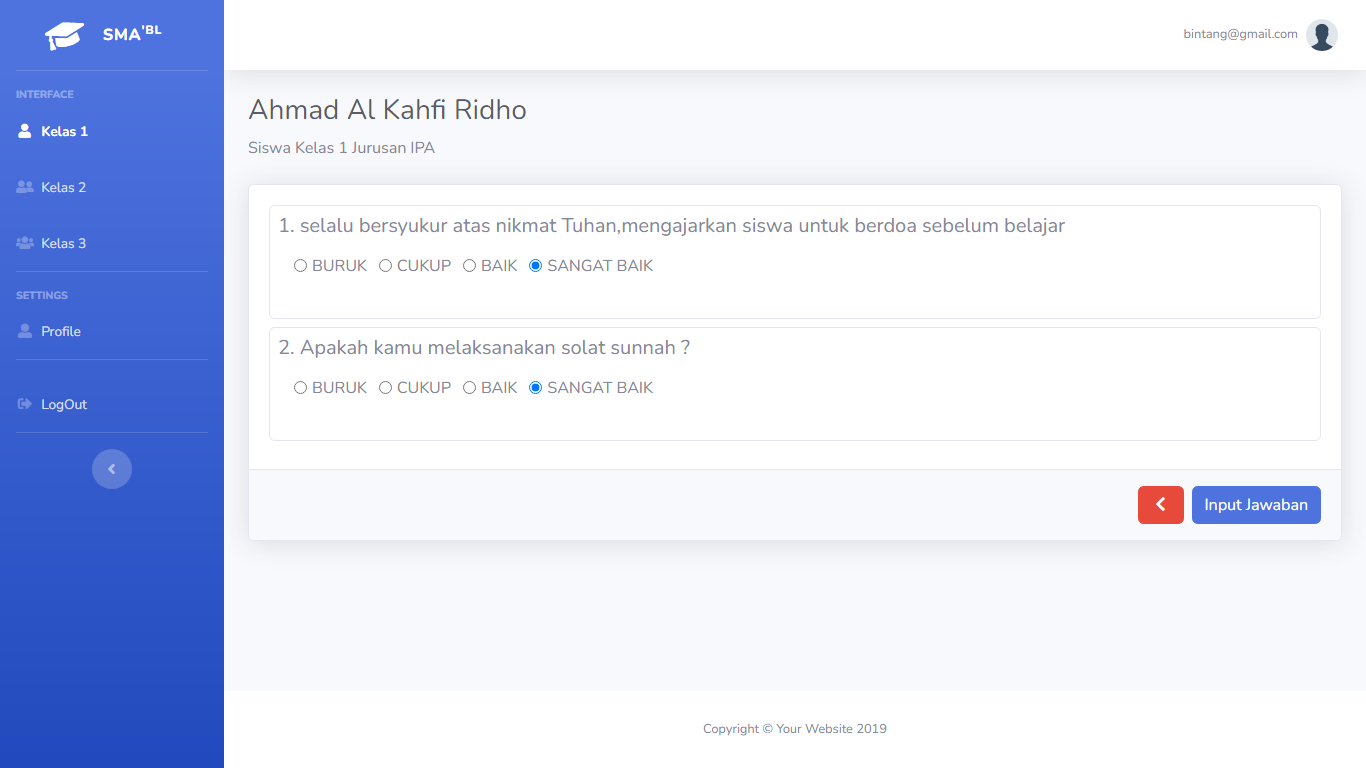 SMA'BL
bintang@gmail.com
INTERFACE
Kelas 1
Kelas 2
Kelas 3
SETTINGS
Profile
LogOut
Ahmad Al Kahfi Ridho
Siswa Kelas 1 Jurusan IPA
1. selalu bersyukur atas nikmat Tuhan,mengajarkan siswa untuk berdoa sebelum belajar
BURUK CUKUP BAIK SANGAT BAIK
2. Apakah kamu melaksanakan solat sunnah ?
BURUK CUKUP BAIK SANGAT BAIK
Input Jawaban
Copyright © Your Website 2019